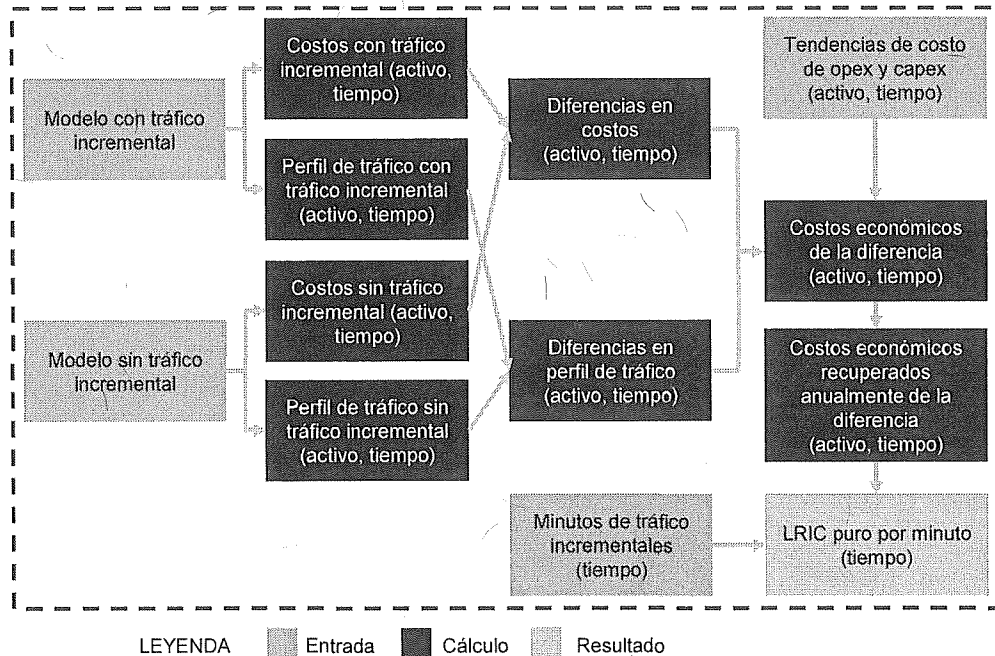 Costos con tráfico
incremental (activo,
tiempo)
Tendencias de costo
de opex y capex
(activo, tiempo)
Modelo con tráfico
incremental
Diferencias en
costos
(activo, tiempo)
Perfil de tráfico con
tráfico incremental
(activo, tiempo)
Costos económicos
de la diferencia
(activo, tiempo)
Costos sin tráfico
incremental (activo,
tiempo)
Modelo sin tráfico
incremental
Diferencias en
perfil de tráfico
(activo, tiempo)
Costos económicos
recuperados
anualmente de la
diferencia
(activo, tiempo)
Perfil de tráfico sin
tráfico incremental
(activo, tiempo)
Minutos de tráfico
incrementales
(tiempo)
LRIC puro por minuto
(tiempo)
LEYENDA Entrada Cálculo Resultado